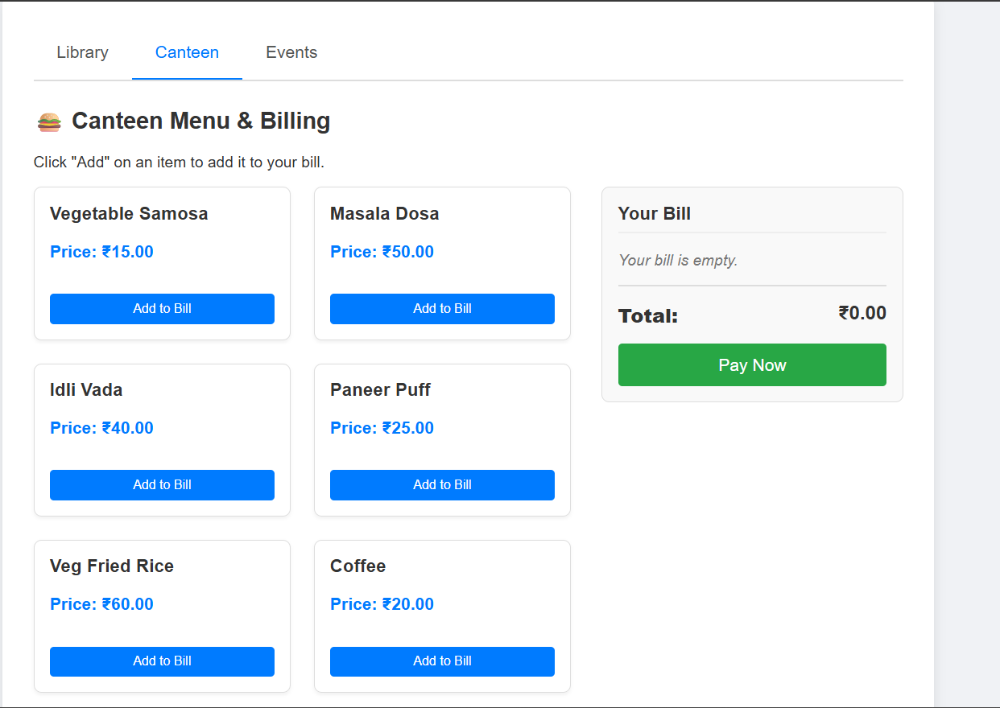 Library
Canteen
Events
🍔 Canteen Menu & Billing
Click "Add" on an item to add it to your bill.
Vegetable Samosa
Price: ₹15.00
Add to Bill
Masala Dosa
Price: ₹50.00
Add to Bill
Idli Vada
Price: ₹40.00
Add to Bill
Paneer Puff
Price: ₹25.00
Add to Bill
Veg Fried Rice
Price: ₹60.00
Add to Bill
Coffee
Price: ₹20.00
Add to Bill
Your Bill
Your bill is empty.
Total: ₹0.00
Pay Now